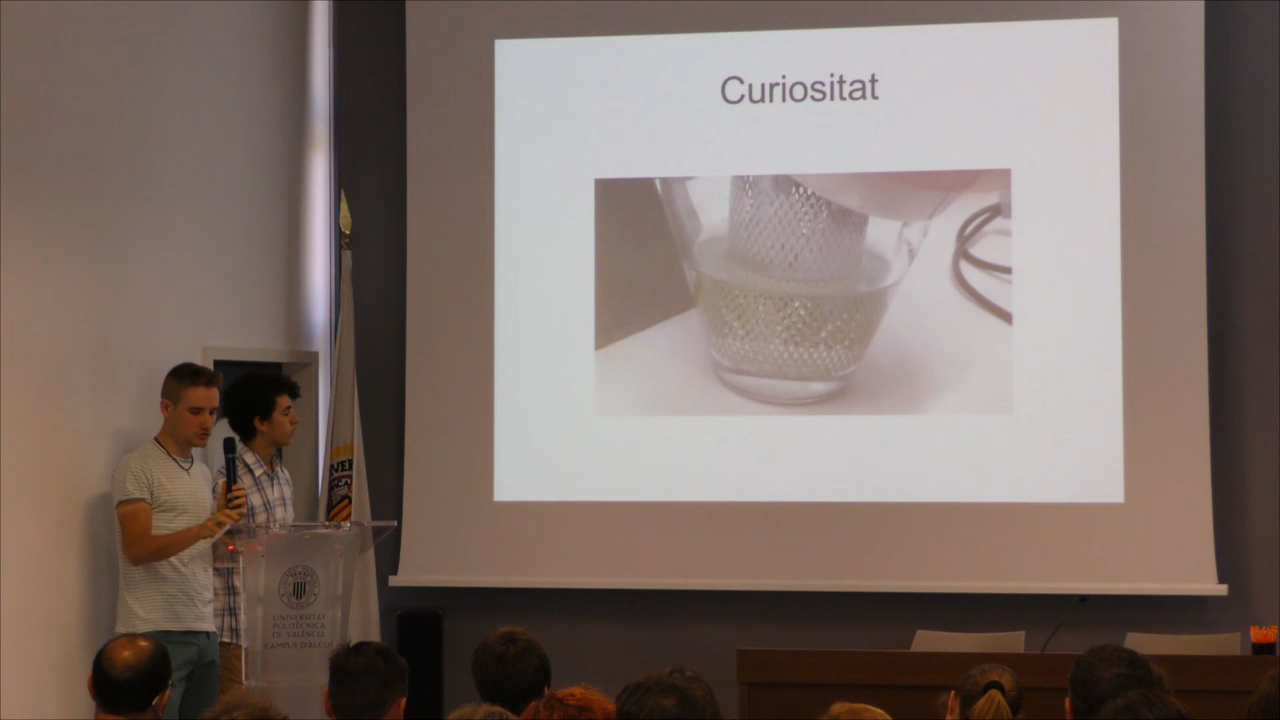 Curiositat
UNIVERSITAT
POLITÈCNICA
DE VALÈNCIA
CAMPUS D'ALCOI